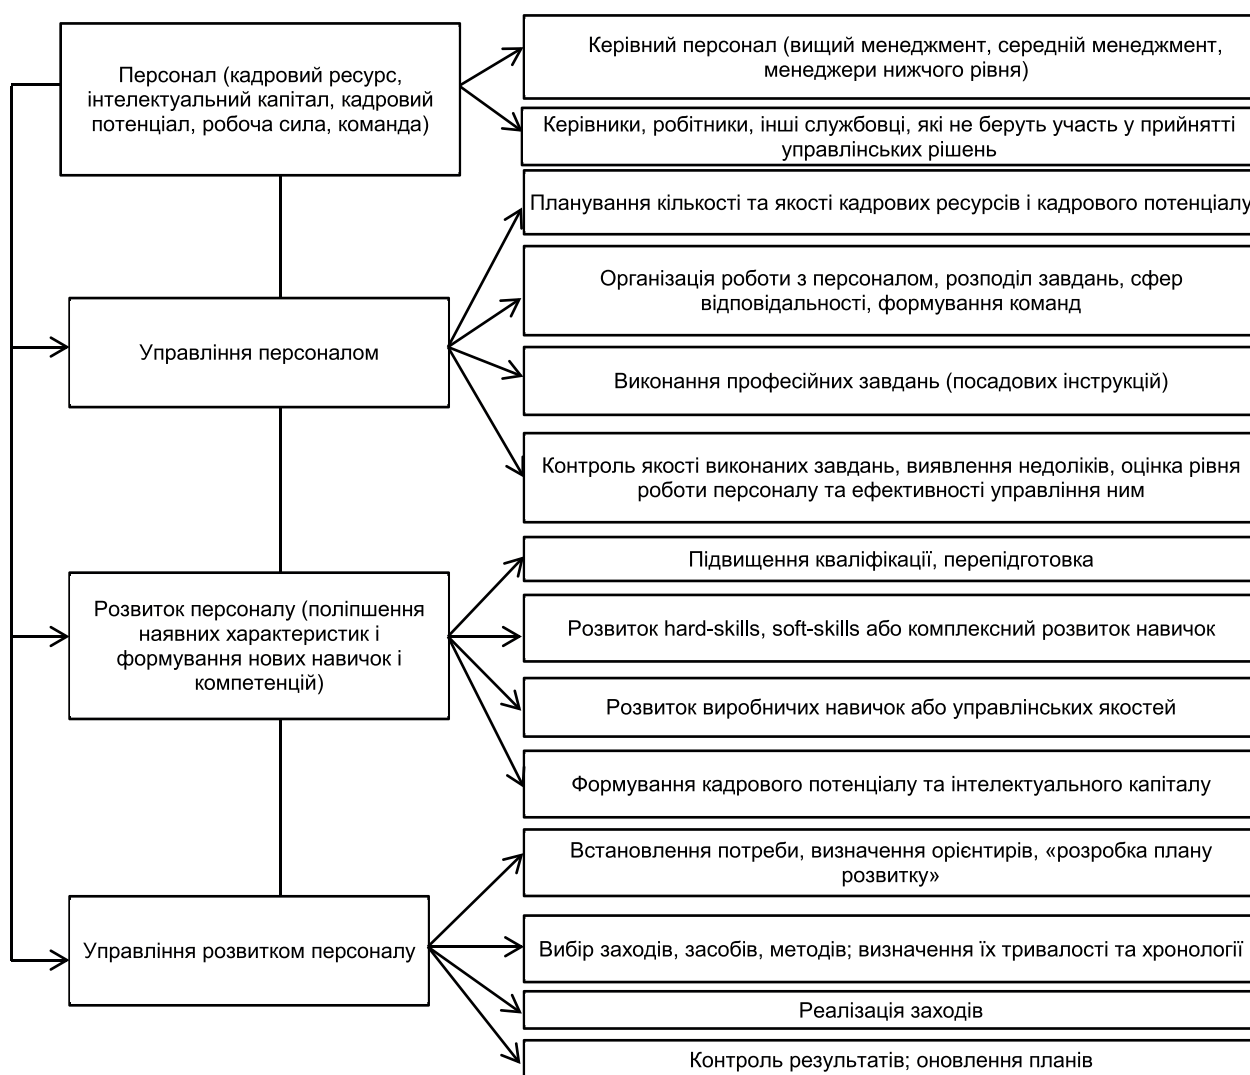 Персонал (кадровий ресурс,
інтелектуальний капітал, кадровий
потенціал, робоча сила, команда)
Керівний персонал (вищий менеджмент, середній менеджмент,
менеджери нижчого рівня)
Керівники, робітники, інші службовці, які не беруть участь у прийнятті
управлінських рішень
Управління персоналом
Планування кількості та якості кадрових ресурсів і кадрового потенціалу
Організація роботи з персоналом, розподіл завдань, сфер
відповідальності, формування команд
Виконання професійних завдань (посадових інструкцій)
Контроль якості виконаних завдань, виявлення недоліків, оцінка рівня
роботи персоналу та ефективності управління ним
Розвиток персоналу (поліпшення
наявних характеристик і
формування нових навичок і
компетенцій)
Підвищення кваліфікації, перепідготовка
Розвиток hard-skills, soft-skills або комплексний розвиток навичок
Розвиток виробничих навичок або управлінських якостей
Формування кадрового потенціалу та інтелектуального капіталу
Управління розвитком персоналу
Встановлення потреби, визначення орієнтирів, «розробка плану
розвитку»
Вибір заходів, засобів, методів; визначення їх тривалості та хронології
Реалізація заходів
Контроль результатів; оновлення планів